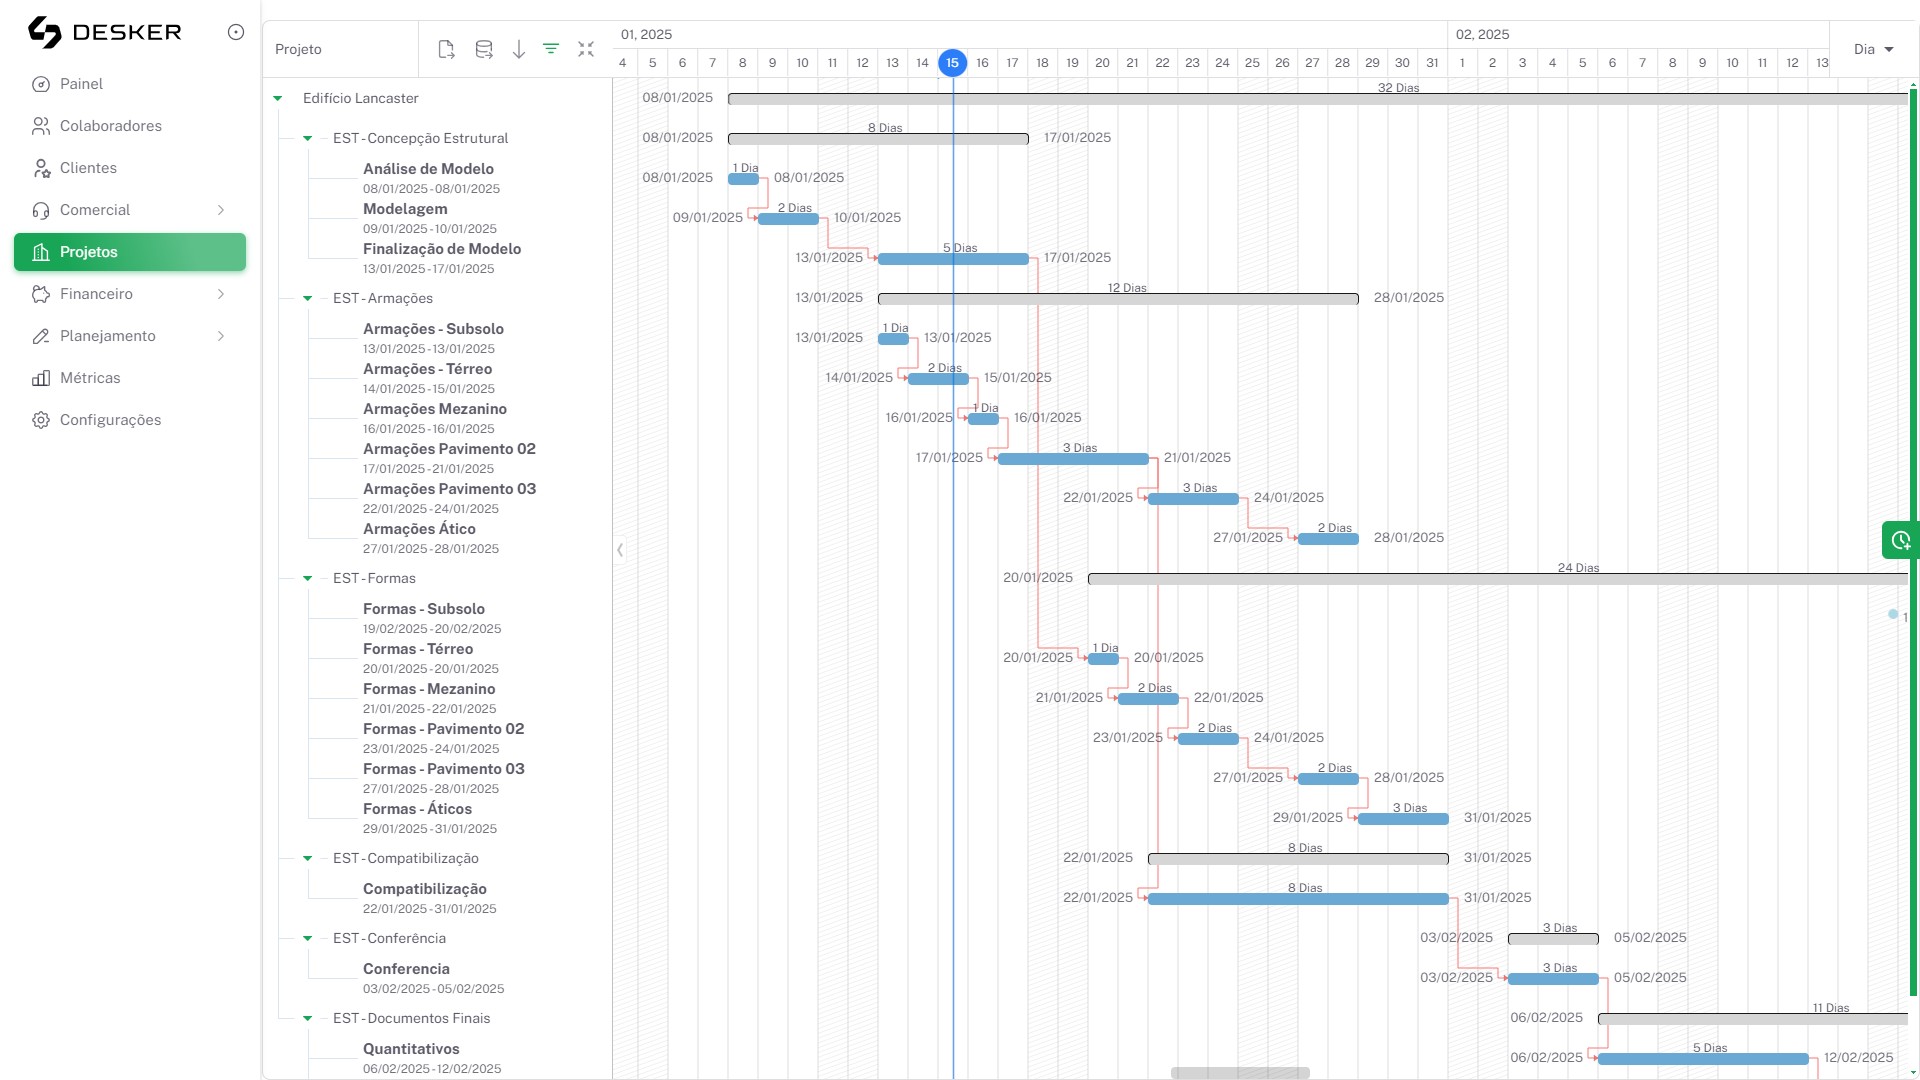 DESKER
Painel
Colaboradores
Clientes
Comercial
Projetos
Financeiro
Planejamento
Métricas
Configurações
Projeto
01, 2025
02, 2025
Dia
4 5 6 7 8 9 10 11 12 13 14 15 16 17 18 19 20 21 22 23 24 25 26 27 28 29 30 31 1 2 3 4 5 6 7 8 9 10 11 12 13
Edifício Lancaster
08/01/2025 32 Dias
EST - Concepção Estrutural
08/01/2025 8 Dias 17/01/2025
Análise de Modelo
08/01/2025 - 08/01/2025
08/01/2025 1 Dia 08/01/2025
Modelagem
09/01/2025 - 10/01/2025
09/01/2025 2 Dias 10/01/2025
Finalização de Modelo
13/01/2025 - 17/01/2025
13/01/2025 5 Dias 17/01/2025
EST - Armações
13/01/2025 12 Dias 28/01/2025
Armações - Subsolo
13/01/2025 - 13/01/2025
13/01/2025 1 Dia 13/01/2025
Armações - Térreo
14/01/2025 - 15/01/2025
14/01/2025 2 Dias 15/01/2025
Armações Mezanino
16/01/2025 - 16/01/2025
16/01/2025 1 Dia 16/01/2025
Armações Pavimento 02
17/01/2025 - 21/01/2025
17/01/2025 3 Dias 21/01/2025
Armações Pavimento 03
22/01/2025 - 24/01/2025
22/01/2025 3 Dias 24/01/2025
Armações Ático
27/01/2025 - 28/01/2025
27/01/2025 2 Dias 28/01/2025
EST - Formas
20/01/2025 24 Dias
Formas - Subsolo
19/02/2025 - 20/02/2025
1
Formas - Térreo
20/01/2025 - 20/01/2025
20/01/2025 1 Dia 20/01/2025
Formas - Mezanino
21/01/2025 - 22/01/2025
21/01/2025 2 Dias 22/01/2025
Formas - Pavimento 02
23/01/2025 - 24/01/2025
23/01/2025 2 Dias 24/01/2025
Formas - Pavimento 03
27/01/2025 - 28/01/2025
27/01/2025 2 Dias 28/01/2025
Formas - Áticos
29/01/2025 - 31/01/2025
29/01/2025 3 Dias 31/01/2025
EST - Compatibilização
22/01/2025 8 Dias 31/01/2025
Compatibilização
22/01/2025 - 31/01/2025
22/01/2025 8 Dias 31/01/2025
EST - Conferência
03/02/2025 3 Dias 05/02/2025
Conferencia
03/02/2025 - 05/02/2025
03/02/2025 3 Dias 05/02/2025
EST - Documentos Finais
06/02/2025 11 Dias
Quantitativos
06/02/2025 - 12/02/2025
06/02/2025 5 Dias 12/02/2025